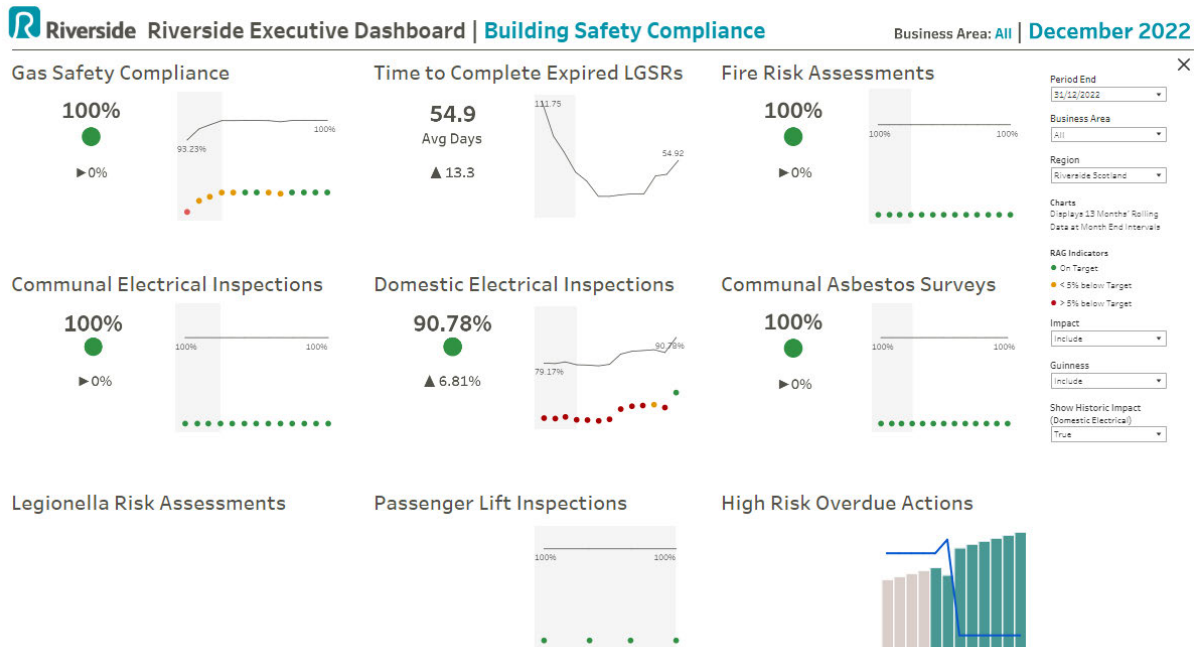 Riverside Riverside Executive Dashboard | Building Safety Compliance
Business Area: All | December 2022
Gas Safety Compliance
100%
▶0%
93.23%
100%
Time to Complete Expired LGSRs
54.9
Avg Days
▲ 13.3
111.75
54.92
Fire Risk Assessments
100%
▶0%
100%
100%
Period End
31/12/2022
Business Area
All
Region
Riverside Scotland
Charts
Displays 13 Months' Rolling
Data at Month End Intervals
RAG Indicators
On Target
< 5% below Target
> 5% below Target
Impact
Include
Guinness
Include
Show Historic Impact
(Domestic Electrical)
True
Communal Electrical Inspections
100%
▶0%
100%
100%
Domestic Electrical Inspections
90.78%
▲ 6.81%
79.17%
90.78%
Communal Asbestos Surveys
100%
▶0%
100%
100%
Legionella Risk Assessments
Passenger Lift Inspections
100%
100%
High Risk Overdue Actions